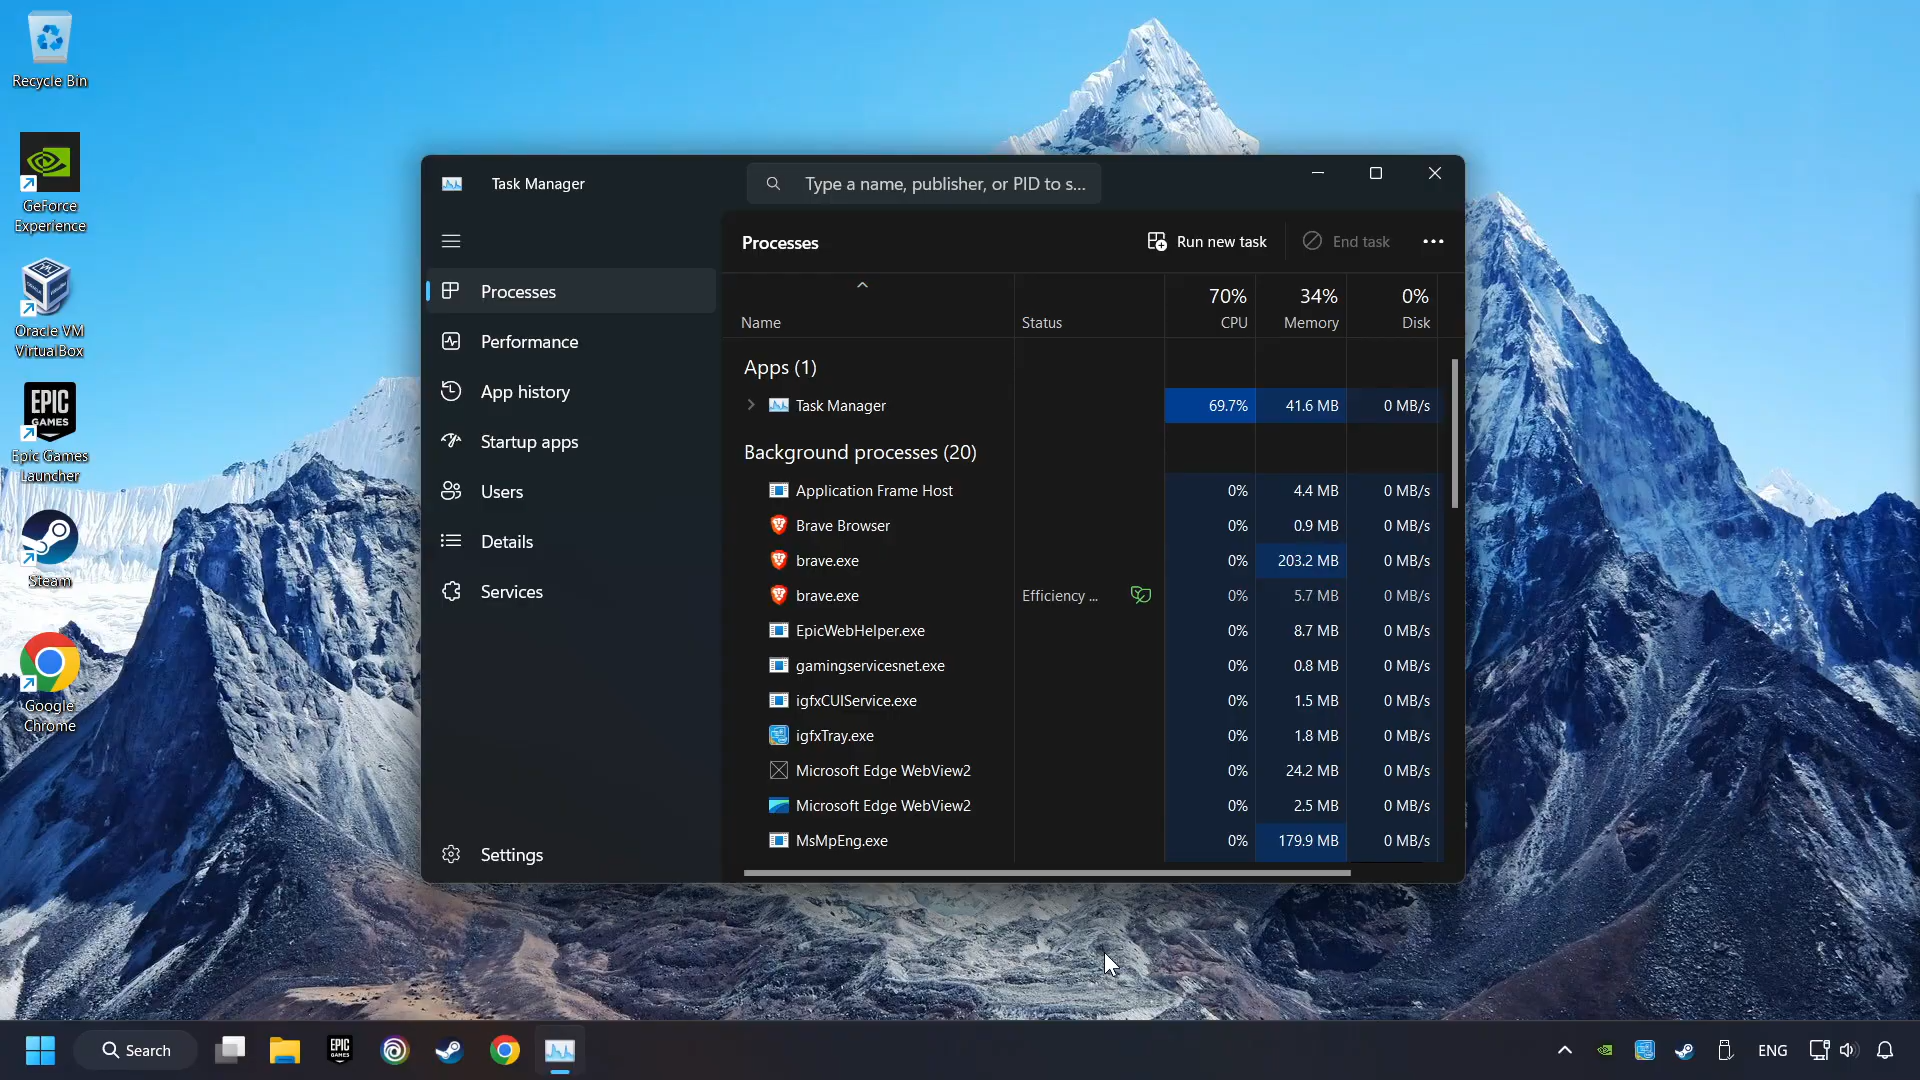 Recycle Bin
GeForce
Experience
Oracle VM
VirtualBox
EPIC
GAMES
Epic Games
Launcher
Steam
Google
Chrome
Task Manager
Type a name, publisher, or PID to s...
Processes
Performance
App history
Startup apps
Users
Details
Services
Settings
Processes
Run new task
End task
Name Status 70% CPU 34% Memory 0% Disk
Apps (1)
Task Manager 69.7% 41.6 MB 0 MB/s
Background processes (20)
Application Frame Host 0% 4.4 MB 0 MB/s
Brave Browser 0% 0.9 MB 0 MB/s
brave.exe 0% 203.2 MB 0 MB/s
brave.exe Efficiency ... 0% 5.7 MB 0 MB/s
EpicWebHelper.exe 0% 8.7 MB 0 MB/s
gamingservicesnet.exe 0% 0.8 MB 0 MB/s
igfxCUIService.exe 0% 1.5 MB 0 MB/s
igfxTray.exe 0% 1.8 MB 0 MB/s
Microsoft Edge WebView2 0% 24.2 MB 0 MB/s
Microsoft Edge WebView2 0% 2.5 MB 0 MB/s
MsMpEng.exe 0% 179.9 MB 0 MB/s
Search
EPIC
GAMES
ENG